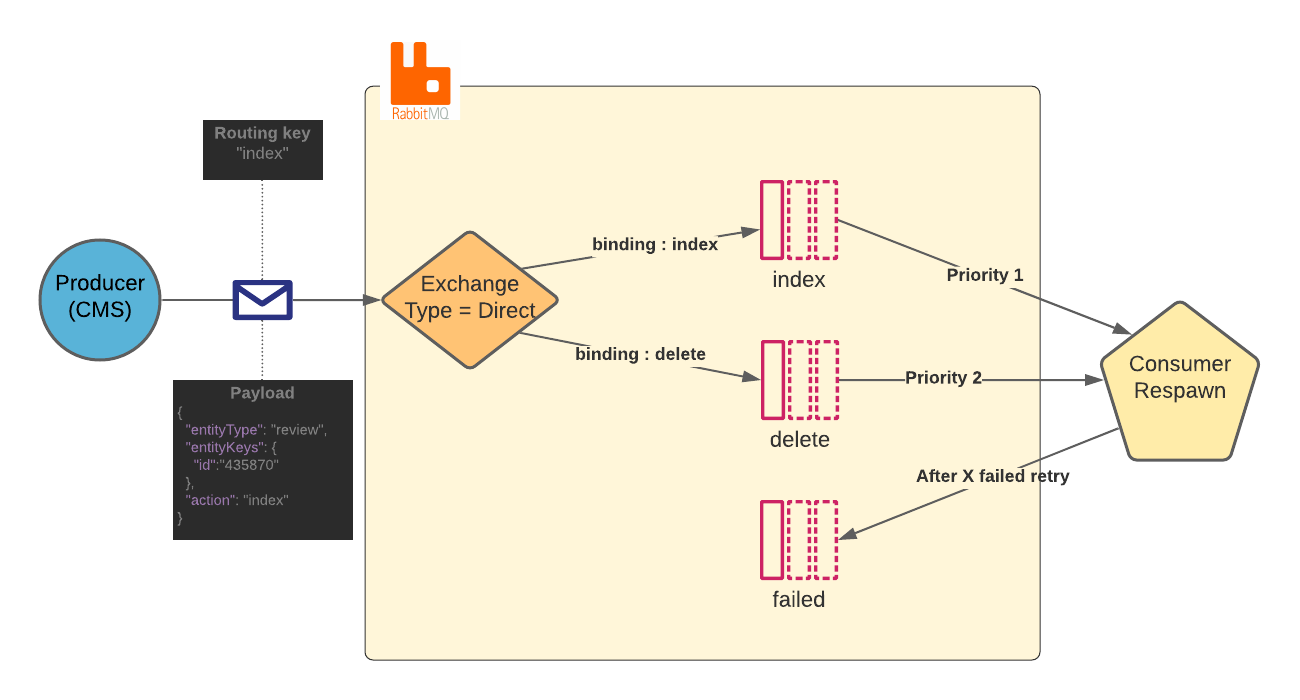 RabbitMQ
Routing key
"index"
Producer
(CMS)
Payload
{
"entityType": "review",
"entityKeys": {
"id":"435870"
},
"action": "index"
}
Exchange
Type = Direct
binding : index
binding : delete
index
delete
failed
Priority 1
Priority 2
After X failed retry
Consumer
Respawn